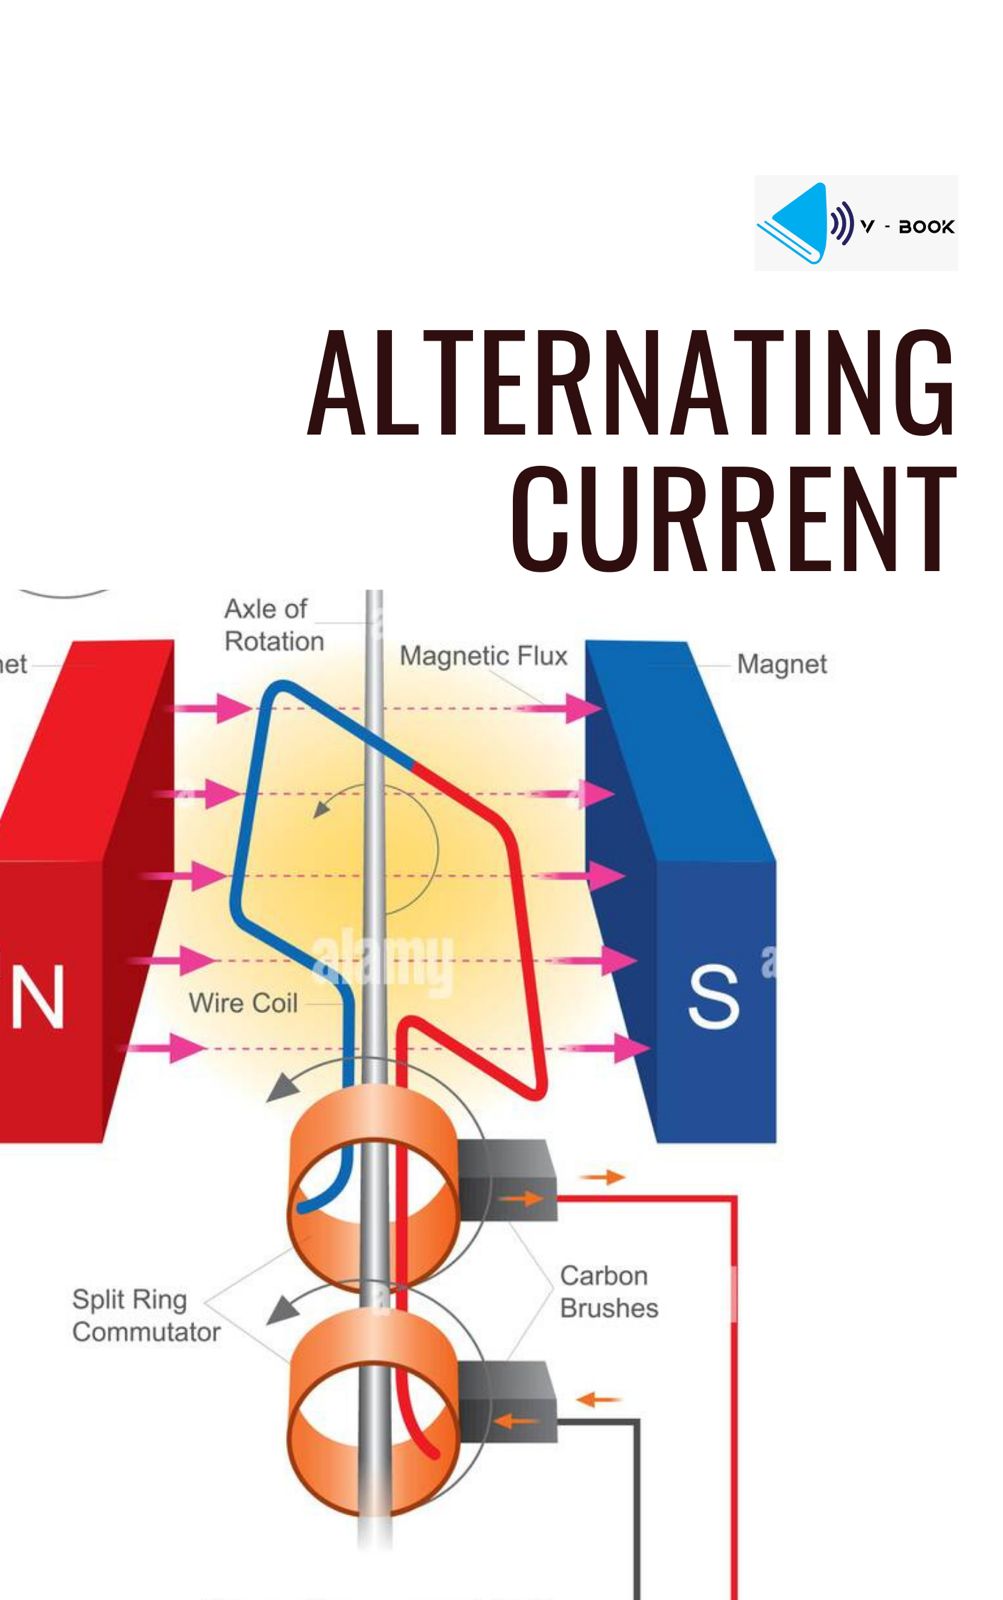 V - BOOK
ALTERNATING
CURRENT
Axle of
Rotation
Magnetic Flux
Magnet
net
N
S
alamy
a
a
a
a
a
Wire Coil
Split Ring
Commutator
Carbon
Brushes